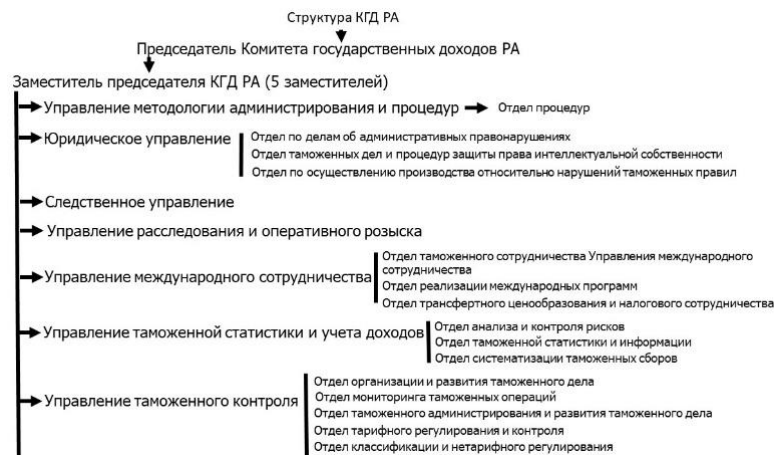 Структура КГД РА
Председатель Комитета государственных доходов РА
Заместитель председателя КГД РА (5 заместителей)
Управление методологии администрирования и процедур
Отдел процедур
Юридическое управление
Отдел по делам об административных правонарушениях
Отдел таможенных дел и процедур защиты права интеллектуальной собственности
Отдел по осуществлению производства относительно нарушений таможенных правил
Следственное управление
Управление расследования и оперативного розыска
Управление международного сотрудничества
Отдел таможенного сотрудничества Управления международного
сотрудничества
Отдел реализации международных программ
Отдел трансфертного ценообразования и налогового сотрудничества
Управление таможенной статистики и учета доходов
Отдел анализа и контроля рисков
Отдел таможенной статистики и информации
Отдел систематизации таможенных сборов
Управление таможенного контроля
Отдел организации и развития таможенного дела
Отдел мониторинга таможенных операций
Отдел таможенного администрирования и развития таможенного дела
Отдел тарифного регулирования и контроля
Отдел классификации и нетарифного регулирования